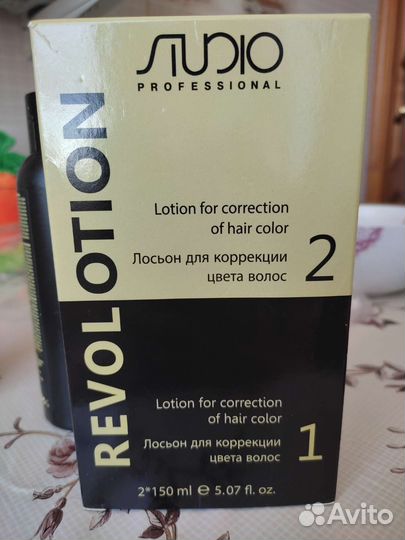 STUDIO
PROFESSIONAL
REVOLOTION
Lotion for correction
of hair color
Лосьон для коррекции
цвета волос
2
Lotion for correction
of hair color
Лосьон для коррекции
цвета волос
1
2*150 ml ℮ 5.07 fl. oz.
Avito